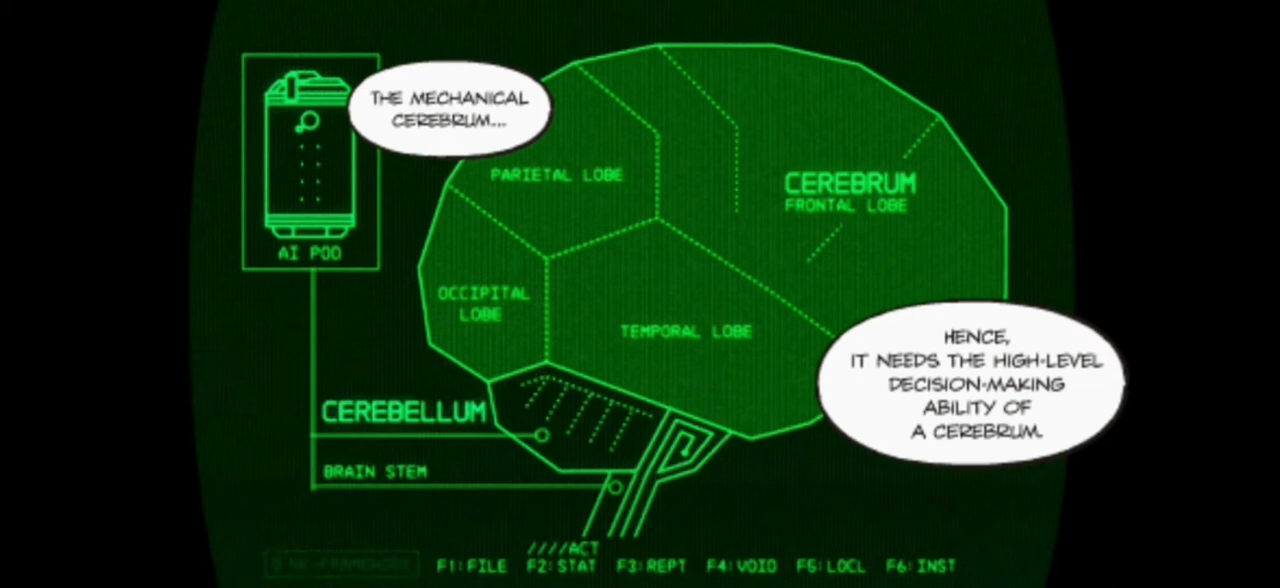 THE MECHANICAL
CEREBRUM...
AI POD
PARIETAL LOBE
CEREBRUM
FRONTAL LOBE
OCCIPITAL
LOBE
TEMPORAL LOBE
HENCE,
IT NEEDS THE HIGH-LEVEL
DECISION-MAKING
ABILITY OF
A CEREBRUM.
CEREBELLUM
BRAIN STEM
////ACT
F1:FILE F2:STAT F3:REPT F4:VOID F5:LOCL F6:INST